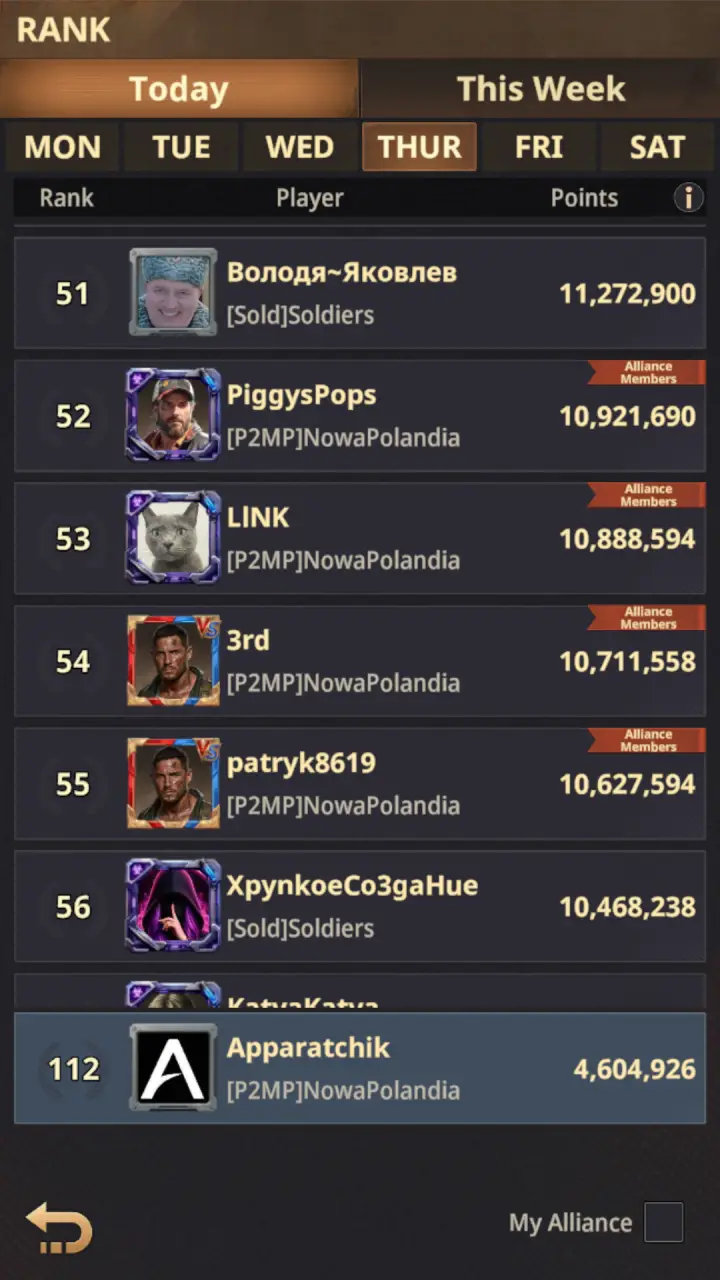 RANK
Today
This Week
MON TUE WED THUR FRI SAT
Rank Player Points
51
Володя~Яковлев
[Sold]Soldiers
11,272,900
Alliance
Members
52
PiggysPops
[P2MP]NowaPolandia
10,921,690
Alliance
Members
53
LlNK
[P2MP]NowaPolandia
10,888,594
Alliance
Members
54
3rd
[P2MP]NowaPolandia
10,711,558
Alliance
Members
55
patryk8619
[P2MP]NowaPolandia
10,627,594
56
XpynkoeCo3gaHue
[Sold]Soldiers
10,468,238
KatyaKatya
112
Apparatchik
[P2MP]NowaPolandia
4,604,926
My Alliance